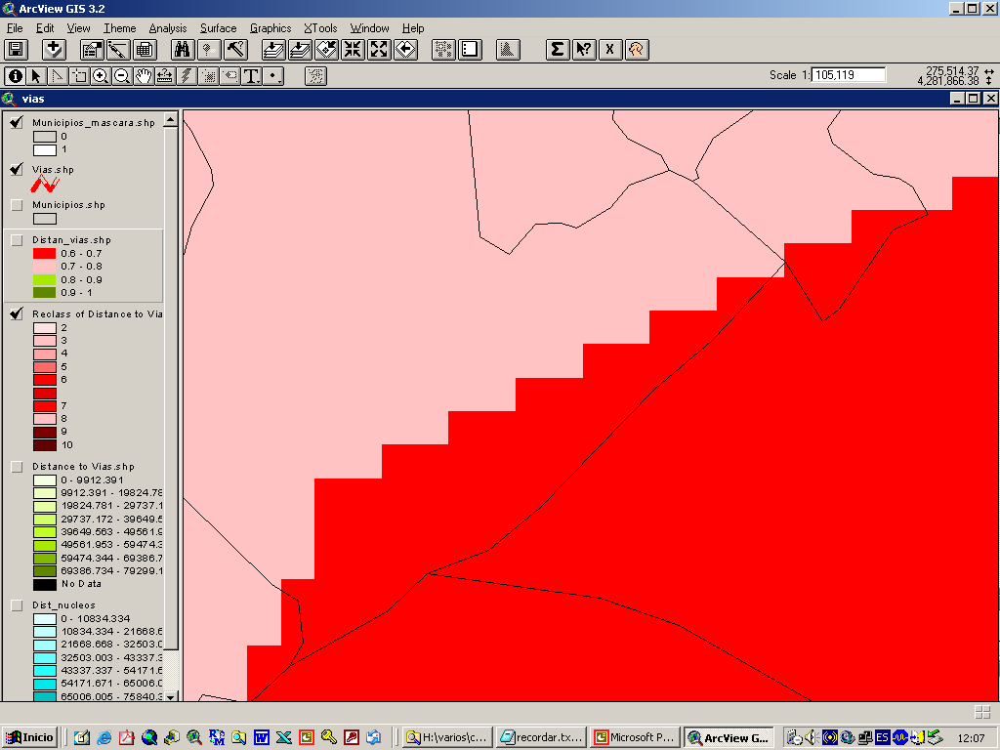 ArcView GIS 3.2
File Edit View Theme Analysis Surface Graphics XTools Window Help
Scale 1: 105,119
275,514.37
4,281,866.38
vias
Municipios_mascara.shp
0
1
Vias.shp
Municipios.shp
Distan_vias.shp
0.6 - 0.7
0.7 - 0.8
0.8 - 0.9
0.9 - 1
Reclass of Distance to Via
2
3
4
5
6
7
8
9
10
Distance to Vias.shp
0 - 9912.391
9912.391 - 19824.78
19824.781 - 29737.1
29737.172 - 39649.5
39649.563 - 49561.9
49561.953 - 59474.3
59474.344 - 69386.7
69386.734 - 79299.1
No Data
Dist_nucleos
0 - 10834.334
10834.334 - 21668.6
21668.668 - 32503.0
32503.003 - 43337.3
43337.337 - 54171.6
54171.671 - 65006.0
65006.005 - 75840.3
Inicio
H:\varios\c...
recordar.tx...
Microsoft P...
ArcView G...
ES
12:07